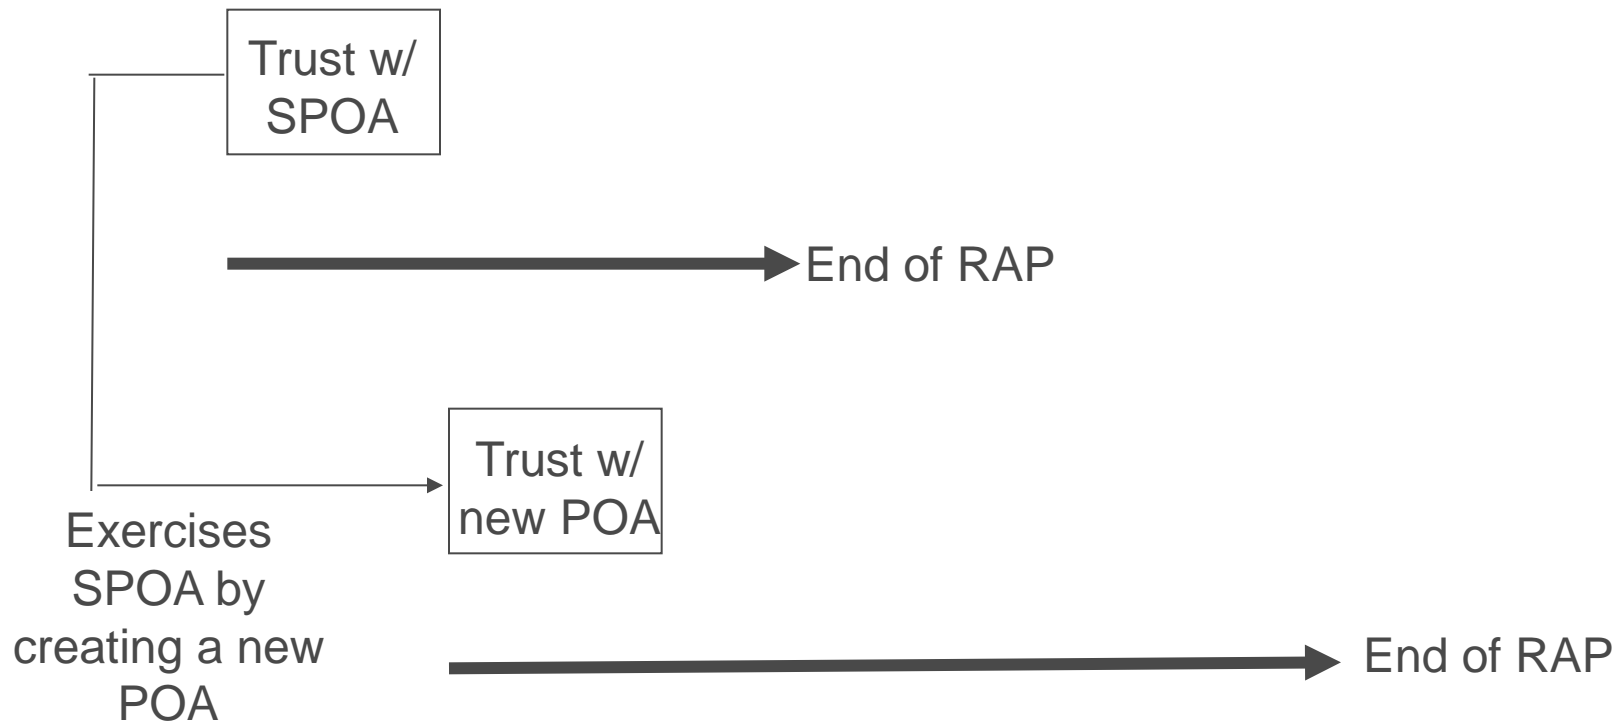 Trust w/
SPOA
End of RAP
Trust w/
new POA
Exercises
SPOA by
creating a new
POA
End of RAP